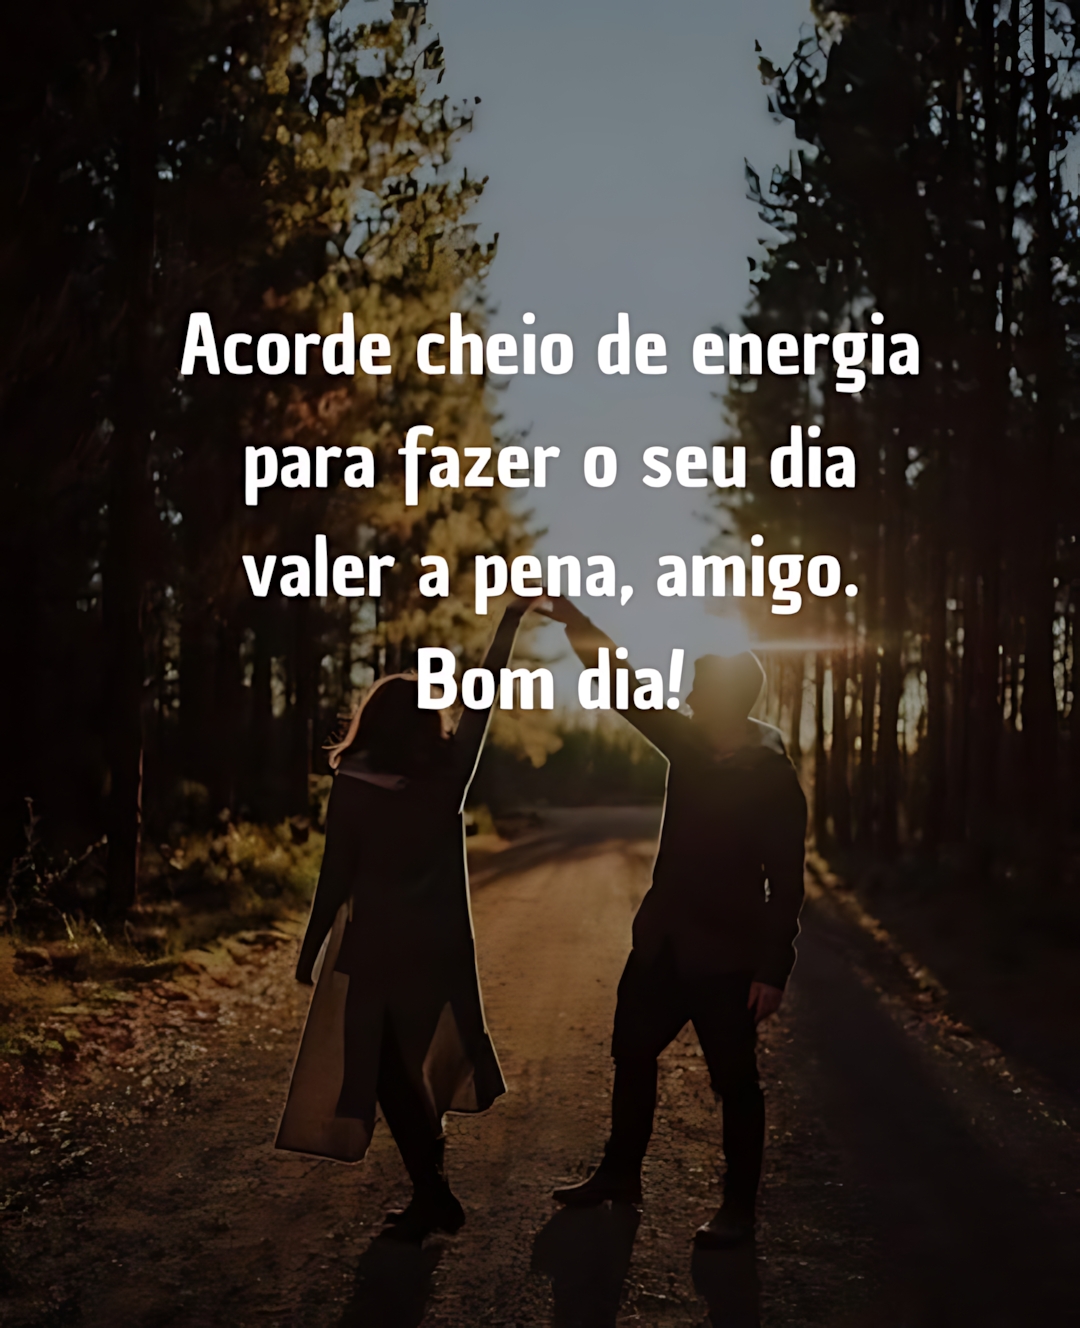 Acorde cheio de energia
para fazer o seu dia
valer a pena, amigo.
Bom dia!